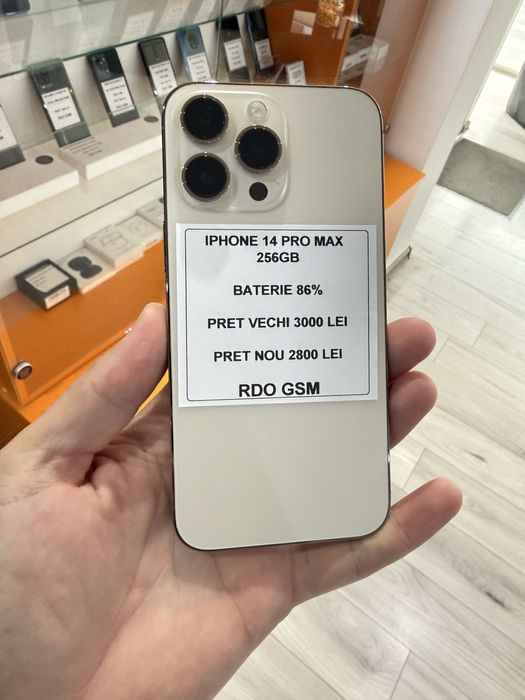 IPHONE 14 PRO MAX
256GB
BATERIE 86%
PRET VECHI 3000 LEI
PRET NOU 2800 LEI
RDO GSM